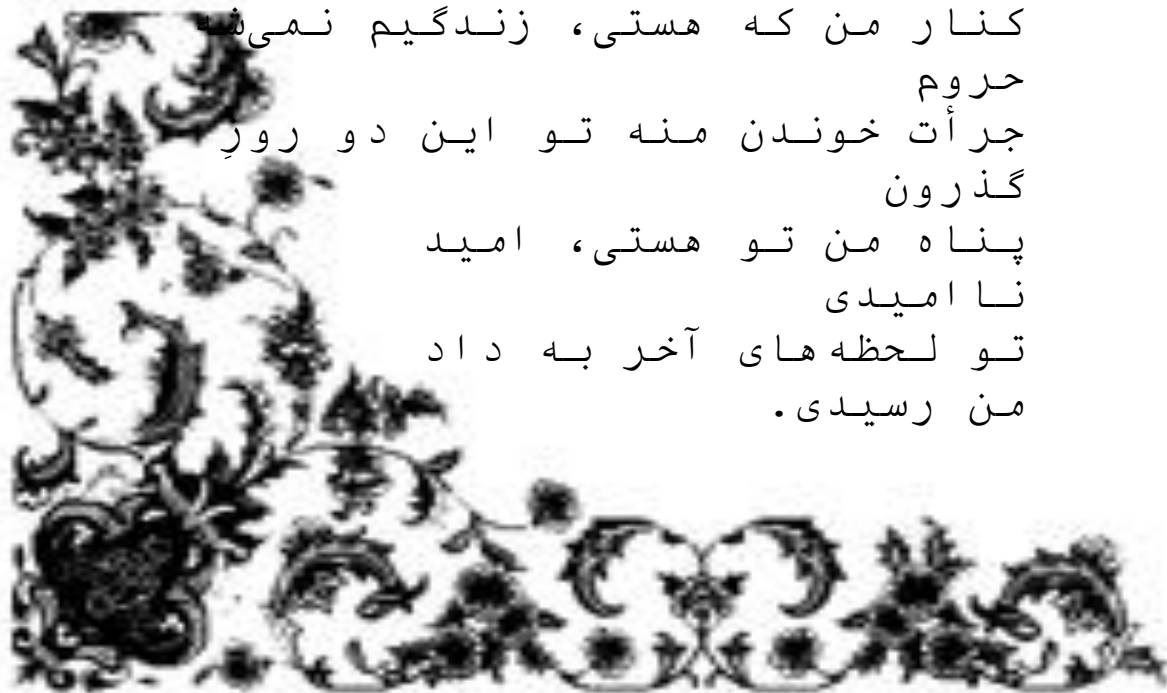 کنار من که هستی، زندگیم نمی‌شه
حروم
جرأت خوندن منه تو این دو روزِ
گذرون
پناه من تو هستی، امید
ناامیدی
تو لحظه‌های آخر به داد
من رسیدی.